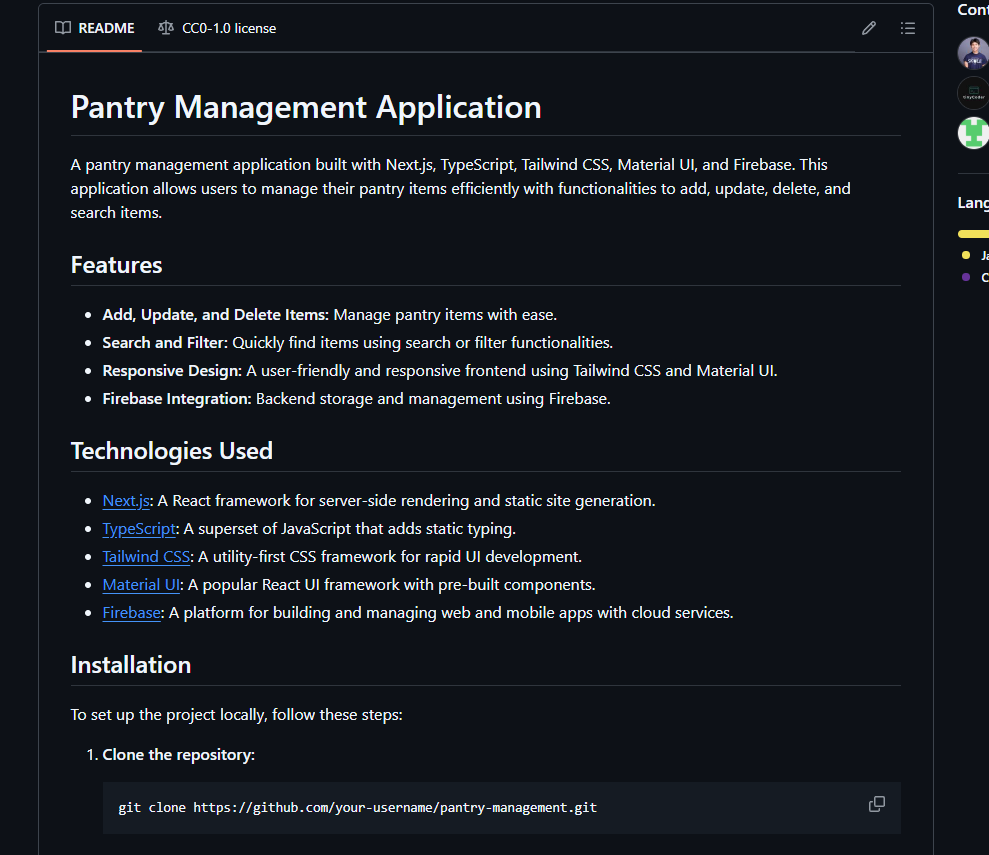 README
CC0-1.0 license
Pantry Management Application
A pantry management application built with Next.js, TypeScript, Tailwind CSS, Material UI, and Firebase. This
application allows users to manage their pantry items efficiently with functionalities to add, update, delete, and
search items.
Features
• Add, Update, and Delete Items: Manage pantry items with ease.
• Search and Filter: Quickly find items using search or filter functionalities.
• Responsive Design: A user-friendly and responsive frontend using Tailwind CSS and Material UI.
• Firebase Integration: Backend storage and management using Firebase.
Technologies Used
• Next.js: A React framework for server-side rendering and static site generation.
• TypeScript: A superset of JavaScript that adds static typing.
• Tailwind CSS: A utility-first CSS framework for rapid UI development.
• Material UI: A popular React UI framework with pre-built components.
• Firebase: A platform for building and managing web and mobile apps with cloud services.
Installation
To set up the project locally, follow these steps:
1. Clone the repository:
git clone https://github.com/your-username/pantry-management.git
Cont
Lang
Ja